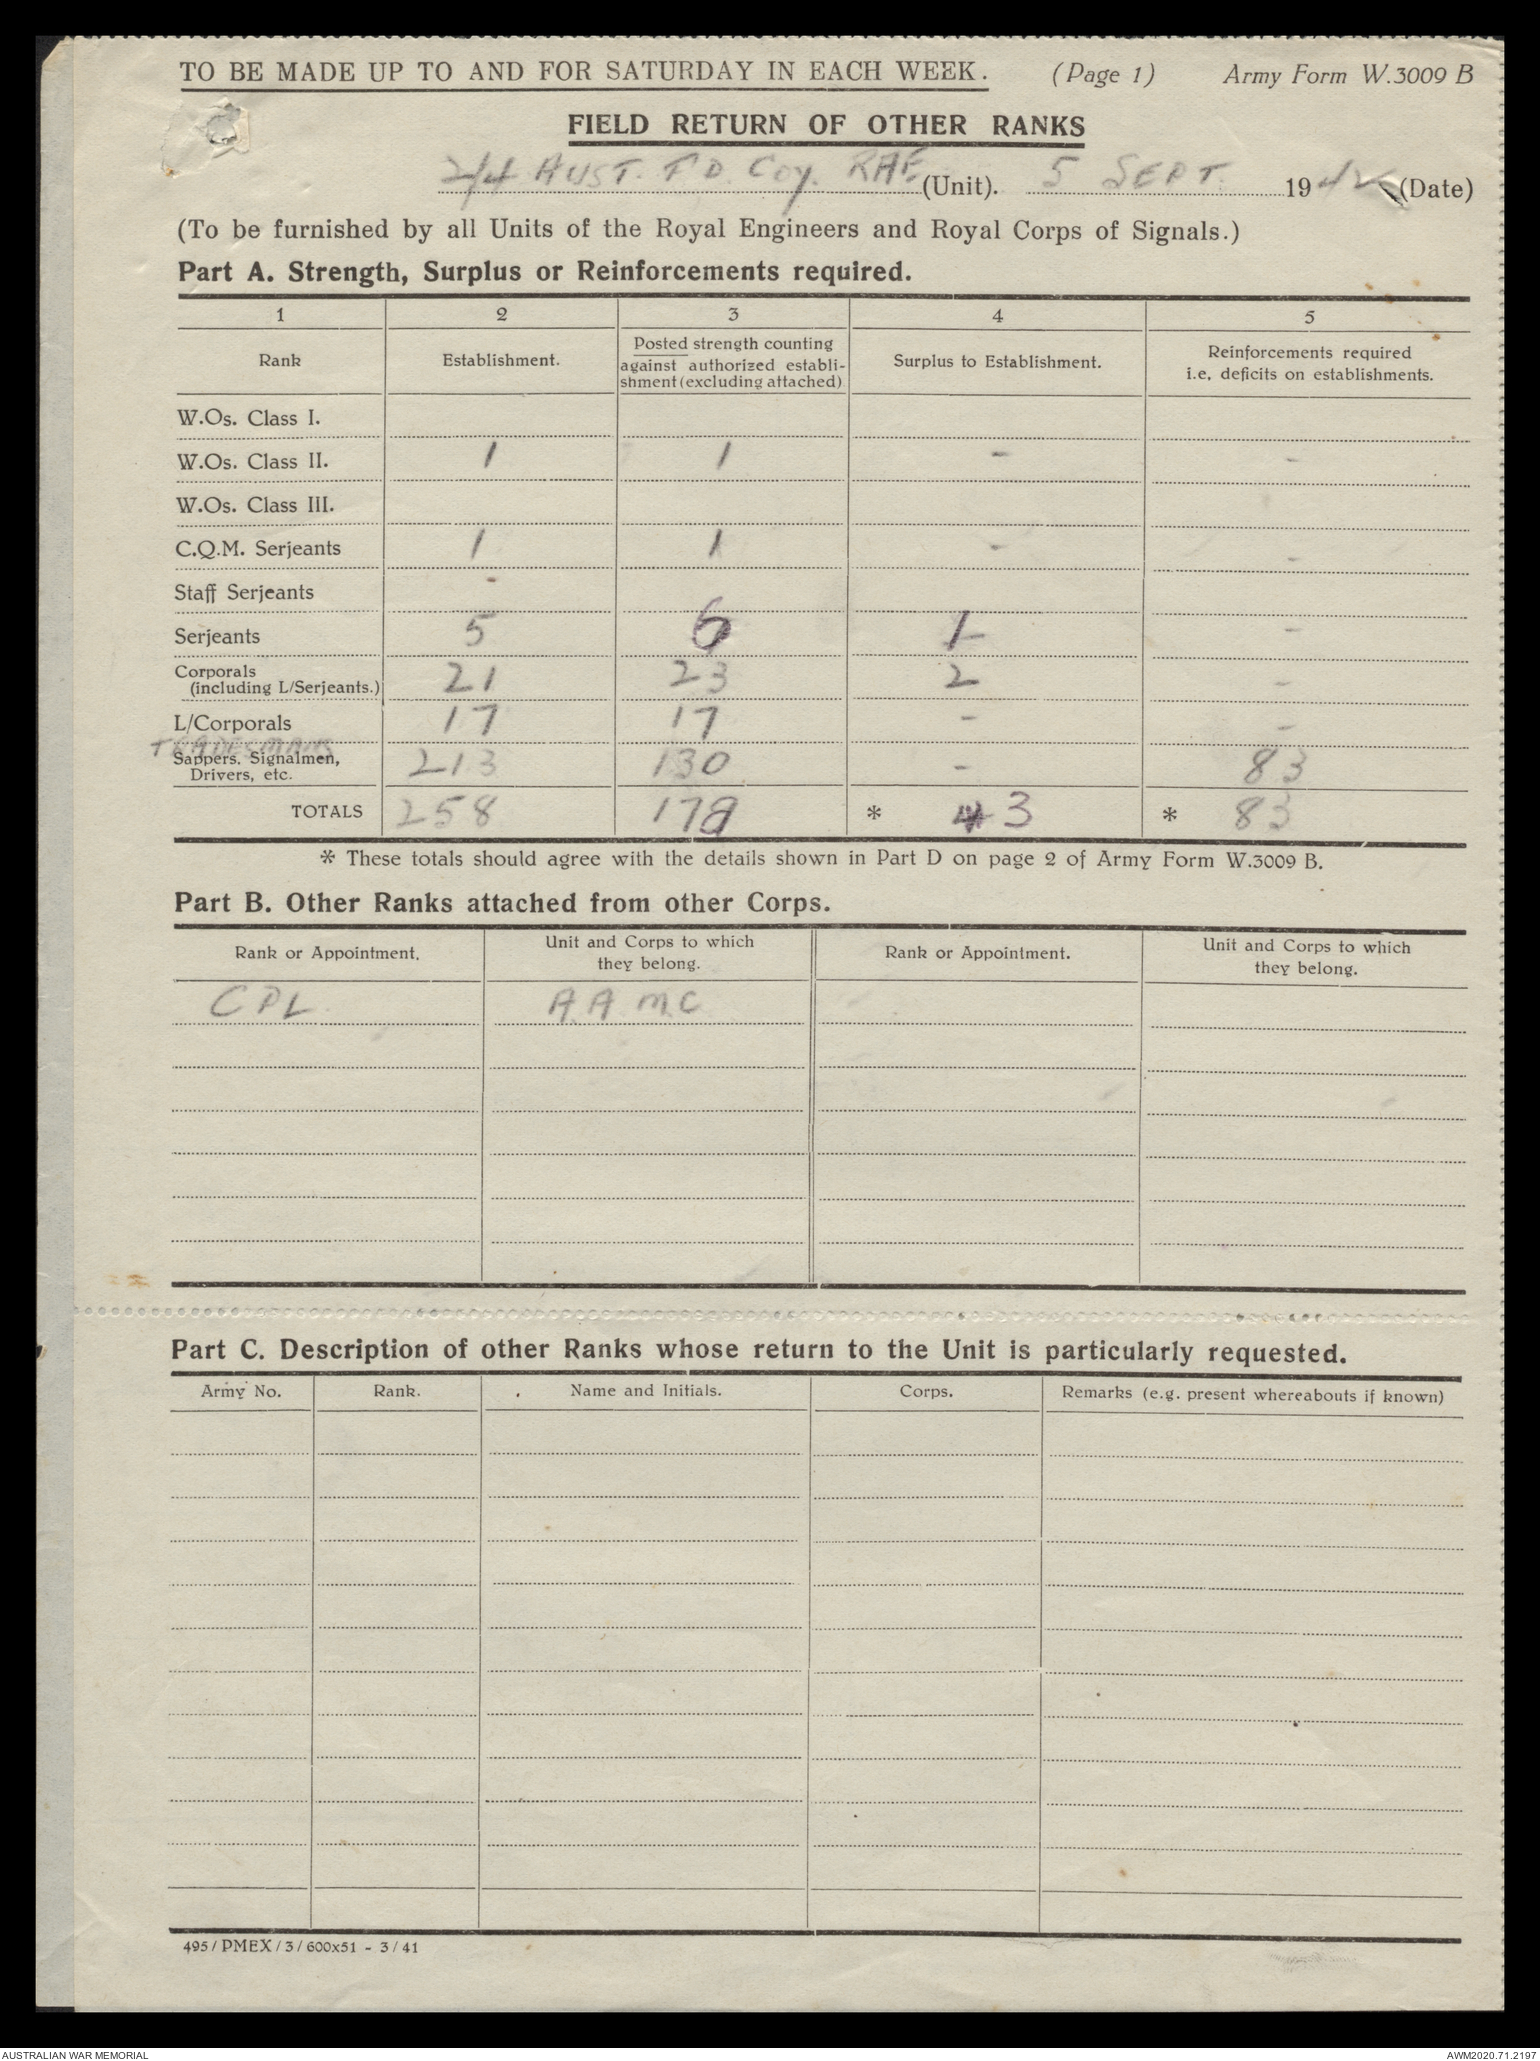 TO BE MADE UP TO AND FOR SATURDAY IN EACH WEEK. (Page 1) Army Form W.3009 B
FIELD RETURN OF OTHER RANKS
2/4 AUST. FD. Coy. RAE (Unit). 5 SEPT. 1942 (Date)
(To be furnished by all Units of the Royal Engineers and Royal Corps of Signals.)
Part A. Strength, Surplus or Reinforcements required.
1 2 3 4 5
Rank Establishment. Posted strength counting against authorized establi- shment (excluding attached) Surplus to Establishment. Reinforcements required i.e. deficits on establishments.
W.Os. Class I.
W.Os. Class II. 1 1 - -
W.Os. Class III.
C.Q.M. Serjeants 1 1 - -
Staff Serjeants -
Serjeants 5 6 1 -
Corporals (including L/Serjeants.) 21 23 2 -
L/Corporals 17 17 - -
TRADESMANS
Sappers. Signalmen, Drivers, etc. 213 130 - 83
TOTALS 258 178 * 3 * 83
* These totals should agree with the details shown in Part D on page 2 of Army Form W.3009 B.
Part B. Other Ranks attached from other Corps.
Rank or Appointment. Unit and Corps to which they belong. Rank or Appointment. Unit and Corps to which they belong.
CPL A.A.M.C
Part C. Description of other Ranks whose return to the Unit is particularly requested.
Army No. Rank. Name and Initials. Corps. Remarks (e.g. present whereabouts if known)
495/PMEX/3/600x51 - 3/41
AUSTRALIAN WAR MEMORIAL AWM2020.71.2197